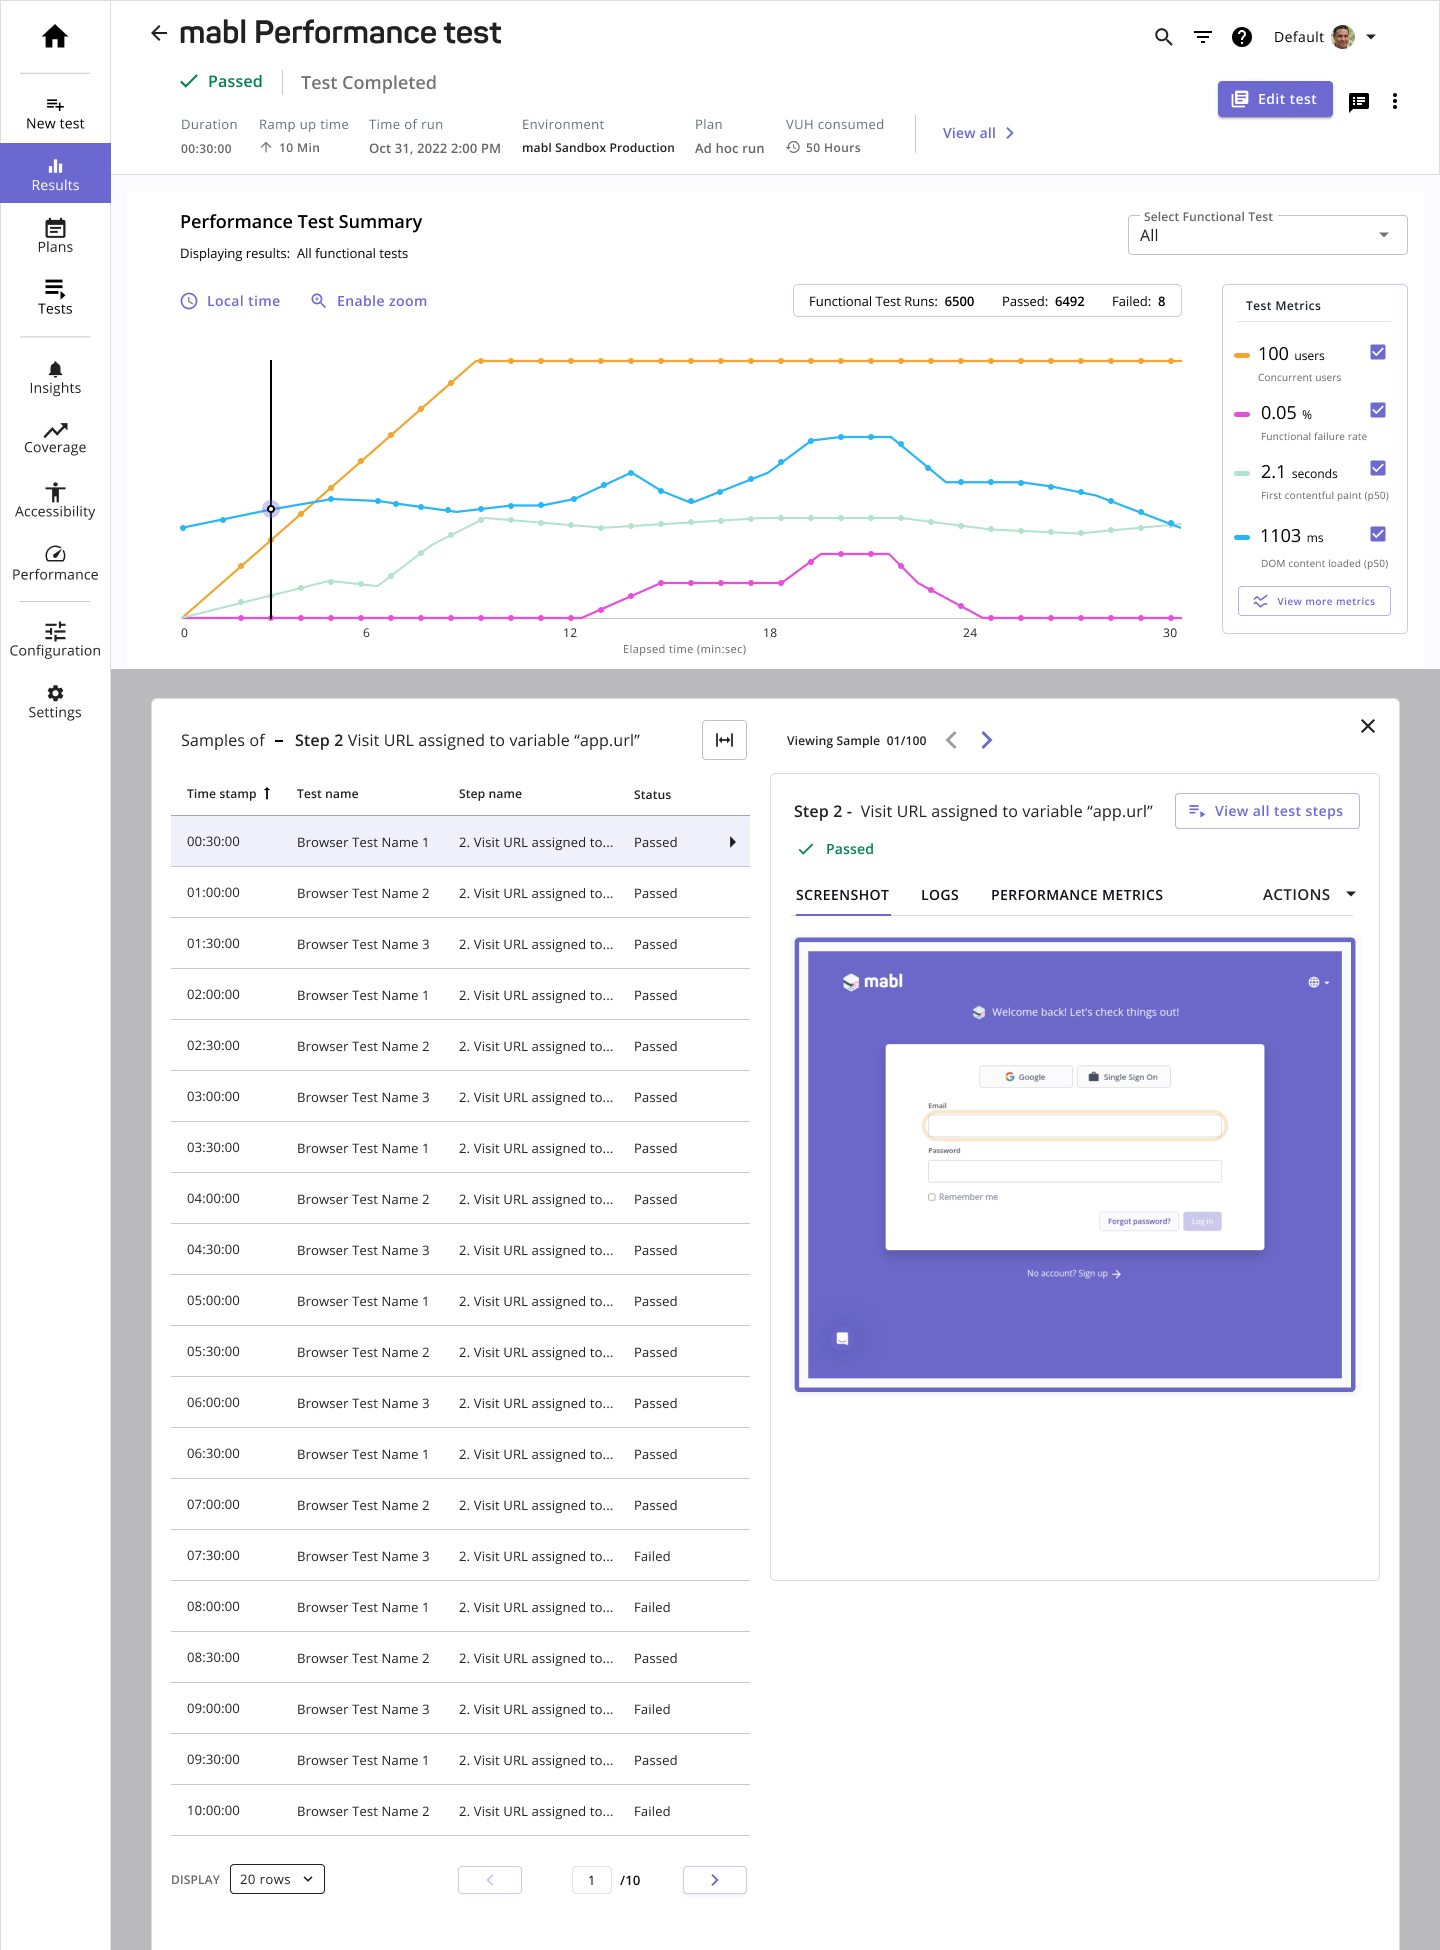 mabl Performance test
Default
Passed
Test Completed
Edit test
Duration
Ramp up time
Time of run
Environment
Plan
VUH consumed
00:30:00
10 Min
Oct 31, 2022 2:00 PM
mabl Sandbox Production
Ad hoc run
50 Hours
View all
New test
Results
Plans
Tests
Insights
Coverage
Accessibility
Performance
Configuration
Settings
Performance Test Summary
Displaying results: All functional tests
Select Functional Test
All
Local time
Enable zoom
Functional Test Runs: 6500 Passed: 6492 Failed: 8
Test Metrics
100 users
Concurrent users
0.05 %
Functional failure rate
2.1 seconds
First contentful paint (p50)
1103 ms
DOM content loaded (p50)
View more metrics
0 6 12 18 24 30
Elapsed time (min:sec)
Samples of – Step 2 Visit URL assigned to variable “app.url”
Time stamp Test name Step name Status
00:30:00 Browser Test Name 1 2. Visit URL assigned to... Passed
01:00:00 Browser Test Name 2 2. Visit URL assigned to... Passed
01:30:00 Browser Test Name 3 2. Visit URL assigned to... Passed
02:00:00 Browser Test Name 1 2. Visit URL assigned to... Passed
02:30:00 Browser Test Name 2 2. Visit URL assigned to... Passed
03:00:00 Browser Test Name 3 2. Visit URL assigned to... Passed
03:30:00 Browser Test Name 1 2. Visit URL assigned to... Passed
04:00:00 Browser Test Name 2 2. Visit URL assigned to... Passed
04:30:00 Browser Test Name 3 2. Visit URL assigned to... Passed
05:00:00 Browser Test Name 1 2. Visit URL assigned to... Passed
05:30:00 Browser Test Name 2 2. Visit URL assigned to... Passed
06:00:00 Browser Test Name 3 2. Visit URL assigned to... Passed
06:30:00 Browser Test Name 1 2. Visit URL assigned to... Passed
07:00:00 Browser Test Name 2 2. Visit URL assigned to... Passed
07:30:00 Browser Test Name 3 2. Visit URL assigned to... Failed
08:00:00 Browser Test Name 1 2. Visit URL assigned to... Failed
08:30:00 Browser Test Name 2 2. Visit URL assigned to... Passed
09:00:00 Browser Test Name 3 2. Visit URL assigned to... Failed
09:30:00 Browser Test Name 1 2. Visit URL assigned to... Passed
10:00:00 Browser Test Name 2 2. Visit URL assigned to... Failed
DISPLAY 20 rows
1 /10
Viewing Sample 01/100
Step 2 - Visit URL assigned to variable “app.url”
View all test steps
Passed
SCREENSHOT LOGS PERFORMANCE METRICS ACTIONS
mabl
Welcome back! Let's check things out!
Google
Single Sign On
Email
Password
Remember me
Forgot password?
Log in
No account? Sign up